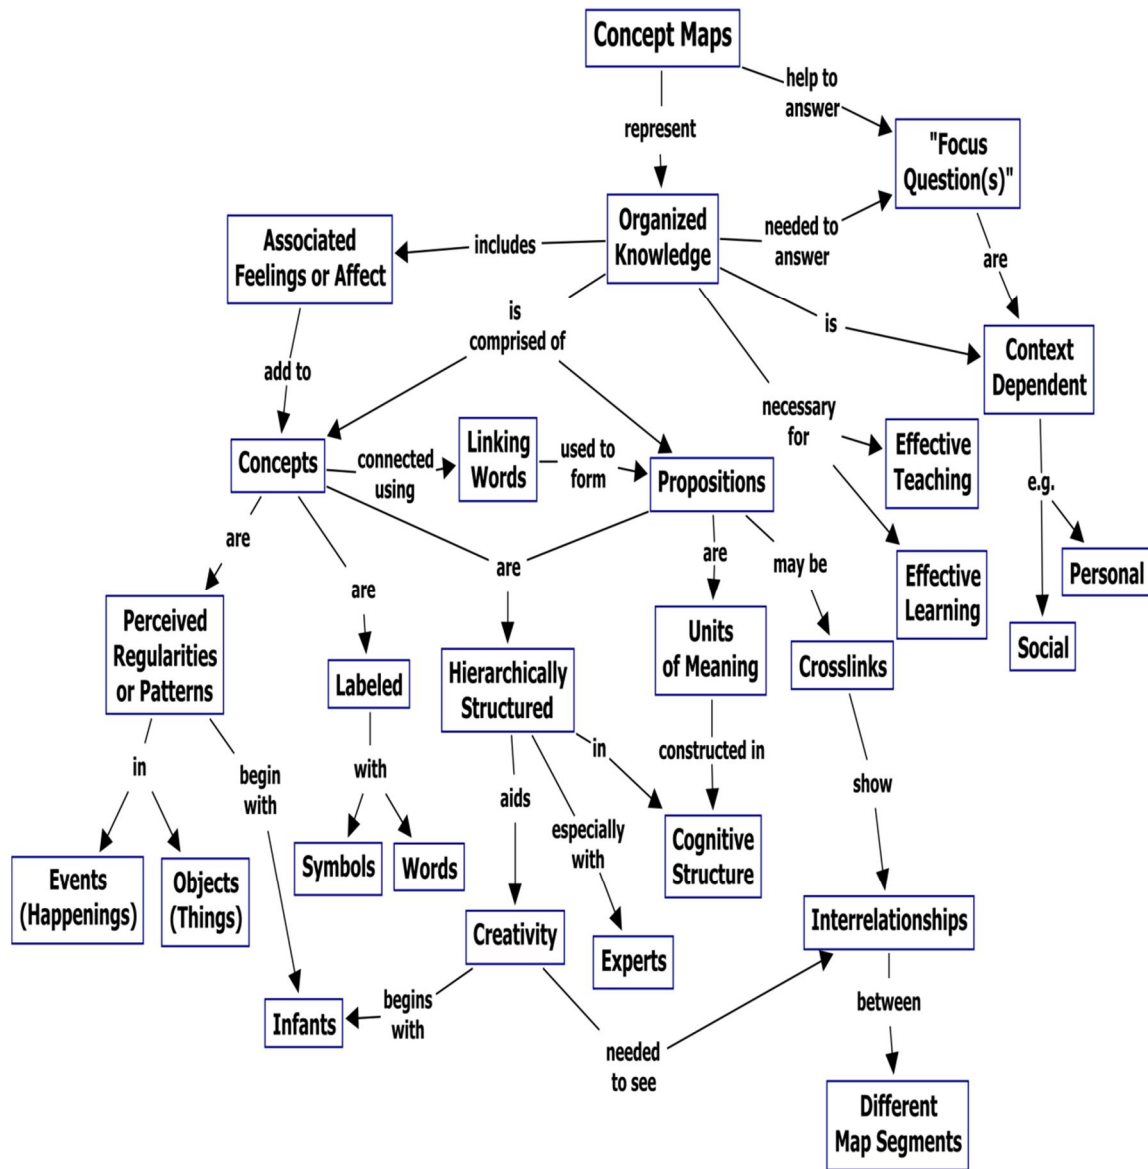 Concept Maps
help to
answer
represent
"Focus
Question(s)"
Organized
Knowledge
needed to
answer
includes
Associated
Feelings or Affect
are
is
comprised of
is
Context
Dependent
add to
necessary
for
Effective
Teaching
Linking
Words
Concepts
connected
using
used to
form
Propositions
e.g.
are
are
are
are
may be
Effective
Learning
Personal
Social
Perceived
Regularities
or Patterns
Labeled
Hierarchically
Structured
Units
of Meaning
Crosslinks
in
begin
with
with
aids
in
constructed in
show
especially
with
Events
(Happenings)
Objects
(Things)
Symbols
Words
Cognitive
Structure
Creativity
Experts
Interrelationships
Infants
begins
with
needed
to see
between
Different
Map Segments